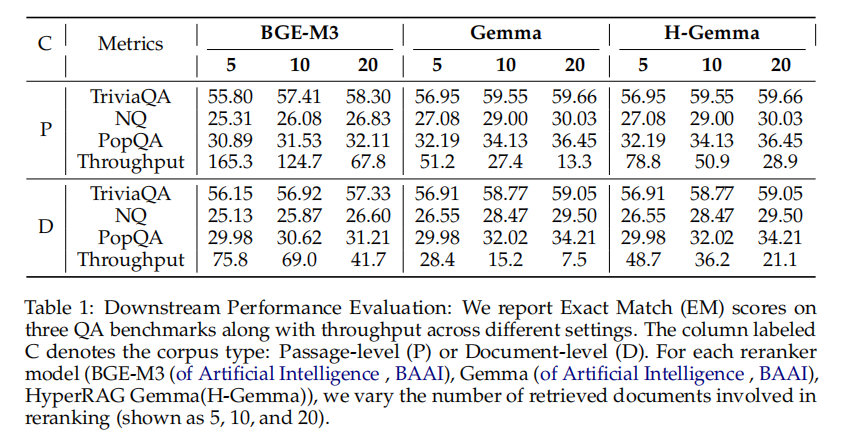 C Metrics BGE-M3 Gemma H-Gemma
5 10 20 5 10 20 5 10 20
P
TriviaQA 55.80 57.41 58.30 56.95 59.55 59.66 56.95 59.55 59.66
NQ 25.31 26.08 26.83 27.08 29.00 30.03 27.08 29.00 30.03
PopQA 30.89 31.53 32.11 32.19 34.13 36.45 32.19 34.13 36.45
Throughput 165.3 124.7 67.8 51.2 27.4 13.3 78.8 50.9 28.9
D
TriviaQA 56.15 56.92 57.33 56.91 58.77 59.05 56.91 58.77 59.05
NQ 25.13 25.87 26.60 26.55 28.47 29.50 26.55 28.47 29.50
PopQA 29.98 30.62 31.21 29.98 32.02 34.21 29.98 32.02 34.21
Throughput 75.8 69.0 41.7 28.4 15.2 7.5 48.7 36.2 21.1
Table 1: Downstream Performance Evaluation: We report Exact Match (EM) scores on
three QA benchmarks along with throughput across different settings. The column labeled
C denotes the corpus type: Passage-level (P) or Document-level (D). For each reranker
model (BGE-M3 (of Artificial Intelligence , BAAI), Gemma (of Artificial Intelligence , BAAI),
HyperRAG Gemma(H-Gemma)), we vary the number of retrieved documents involved in
reranking (shown as 5, 10, and 20).